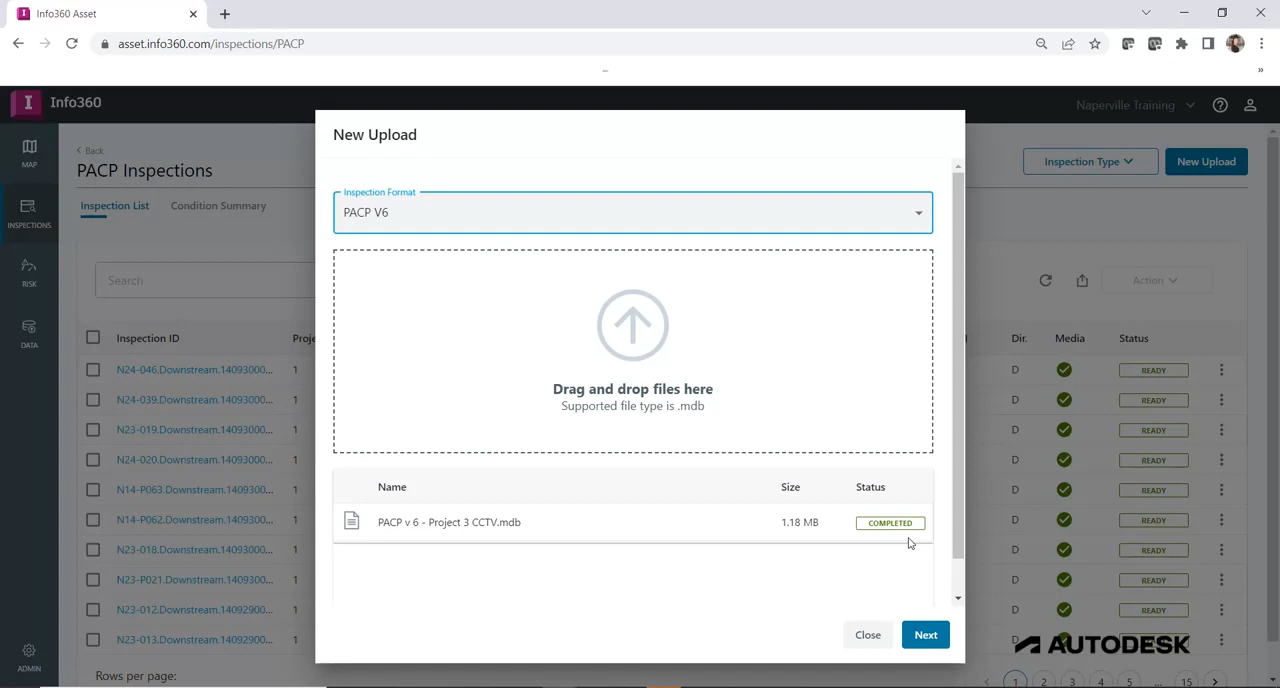 Info360 Asset
asset.info360.com/inspections/PACP
Info360
Naperville Training
MAP
INSPECTIONS
RISK
DATA
ADMIN
Back
PACP Inspections
Inspection Type
New Upload
Inspection List
Condition Summary
Search
Action
Inspection ID Proje Dir. Media Status
N24-046.Downstream.14093000... 1 D READY
N24-039.Downstream.14093000... 1 D READY
N23-019.Downstream.14093000... 1 D READY
N24-020.Downstream.14093000... 1 D READY
N14-P063.Downstream.1409300... 1 D READY
N14-P062.Downstream.1409300... 1 D READY
N23-018.Downstream.14093000... 1 D READY
N23-P021.Downstream.1409300... 1 D READY
N23-012.Downstream.14092900... 1 D READY
N23-013.Downstream.14092900... 1 D
Rows per page:
1 2 3 4 5 ... 15
New Upload
Inspection Format
PACP V6
Drag and drop files here
Supported file type is .mdb
Name Size Status
PACP v 6 - Project 3 CCTV.mdb 1.18 MB COMPLETED
Close
Next
AUTODESK